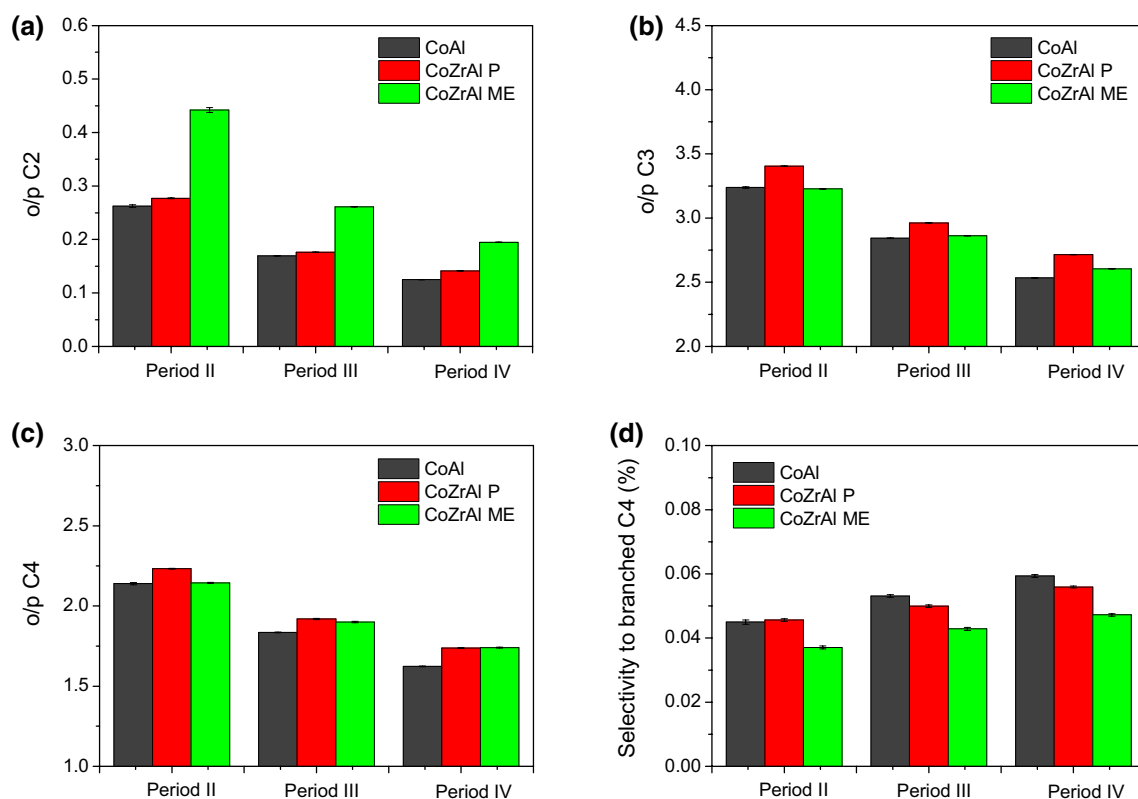 (a)
0.6
0.5
0.4
0.3
0.2
0.1
0.0
o/p C2
CoAl
CoZrAl P
CoZrAl ME
Period II Period III Period IV
(b)
4.5
4.0
3.5
3.0
2.5
2.0
o/p C3
CoAl
CoZrAl P
CoZrAl ME
Period II Period III Period IV
(c)
3.0
2.5
2.0
1.5
1.0
o/p C4
CoAl
CoZrAl P
CoZrAl ME
Period II Period III Period IV
(d)
0.10
0.08
0.06
0.04
0.02
0.00
Selectivity to branched C4 (%)
CoAl
CoZrAl P
CoZrAl ME
Period II Period III Period IV